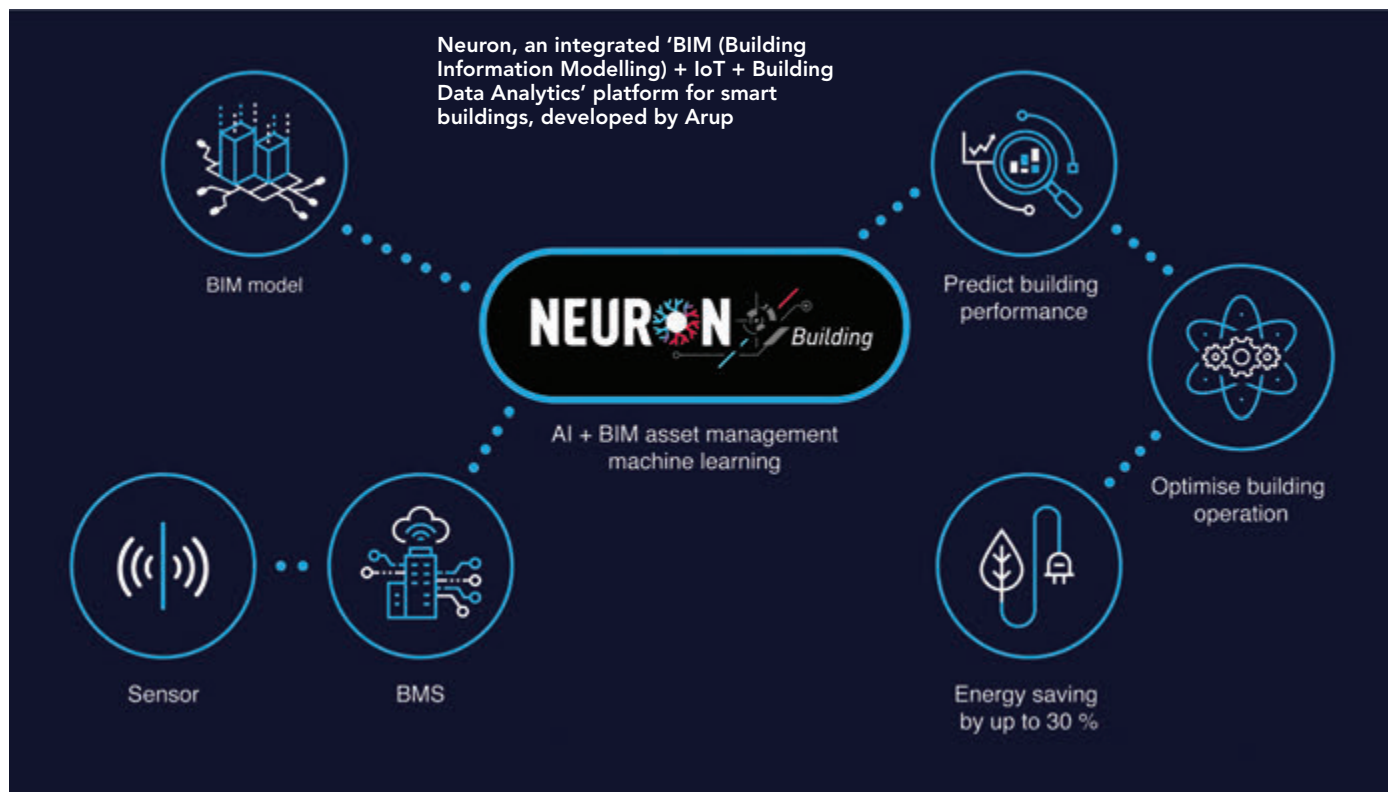 Neuron, an integrated ‘BIM (Building
Information Modelling) + IoT + Building
Data Analytics’ platform for smart
buildings, developed by Arup
BIM model
NEURON Building
AI + BIM asset management
machine learning
Sensor
BMS
Predict building
performance
Optimise building
operation
Energy saving
by up to 30 %